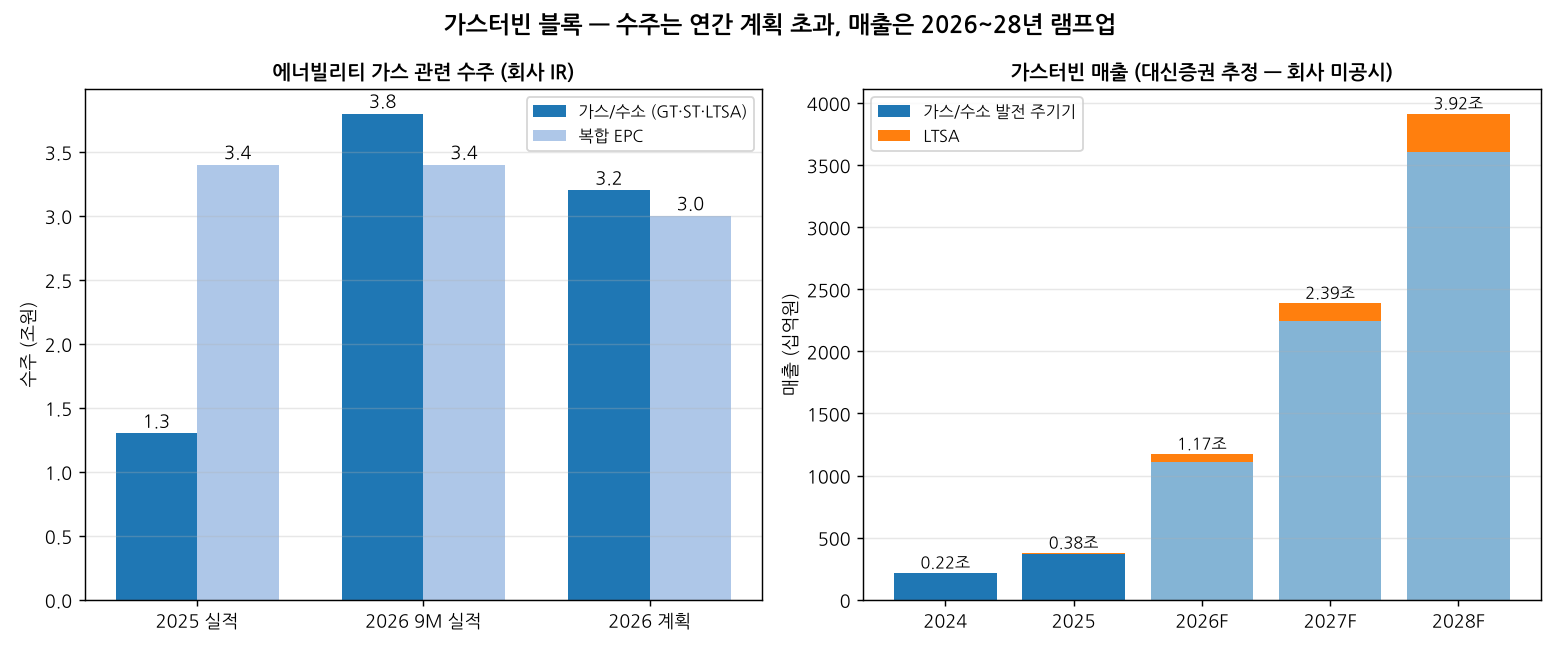 가스터빈 블록 — 수주는 연간 계획 초과, 매출은 2026~28년 램프업
에너빌리티 가스 관련 수주 (회사 IR)
수주 (조원)
3.5
3.0
2.5
2.0
1.5
1.0
0.5
0.0
가스/수소 (GT·ST·LTSA)
복합 EPC
1.3
3.4
3.8
3.4
3.2
3.0
2025 실적
2026 9M 실적
2026 계획
가스터빈 매출 (대신증권 추정 — 회사 미공시)
매출 (십억원)
4000
3500
3000
2500
2000
1500
1000
500
0
가스/수소 발전 주기기
LTSA
0.22조
0.38조
1.17조
2.39조
3.92조
2024
2025
2026F
2027F
2028F